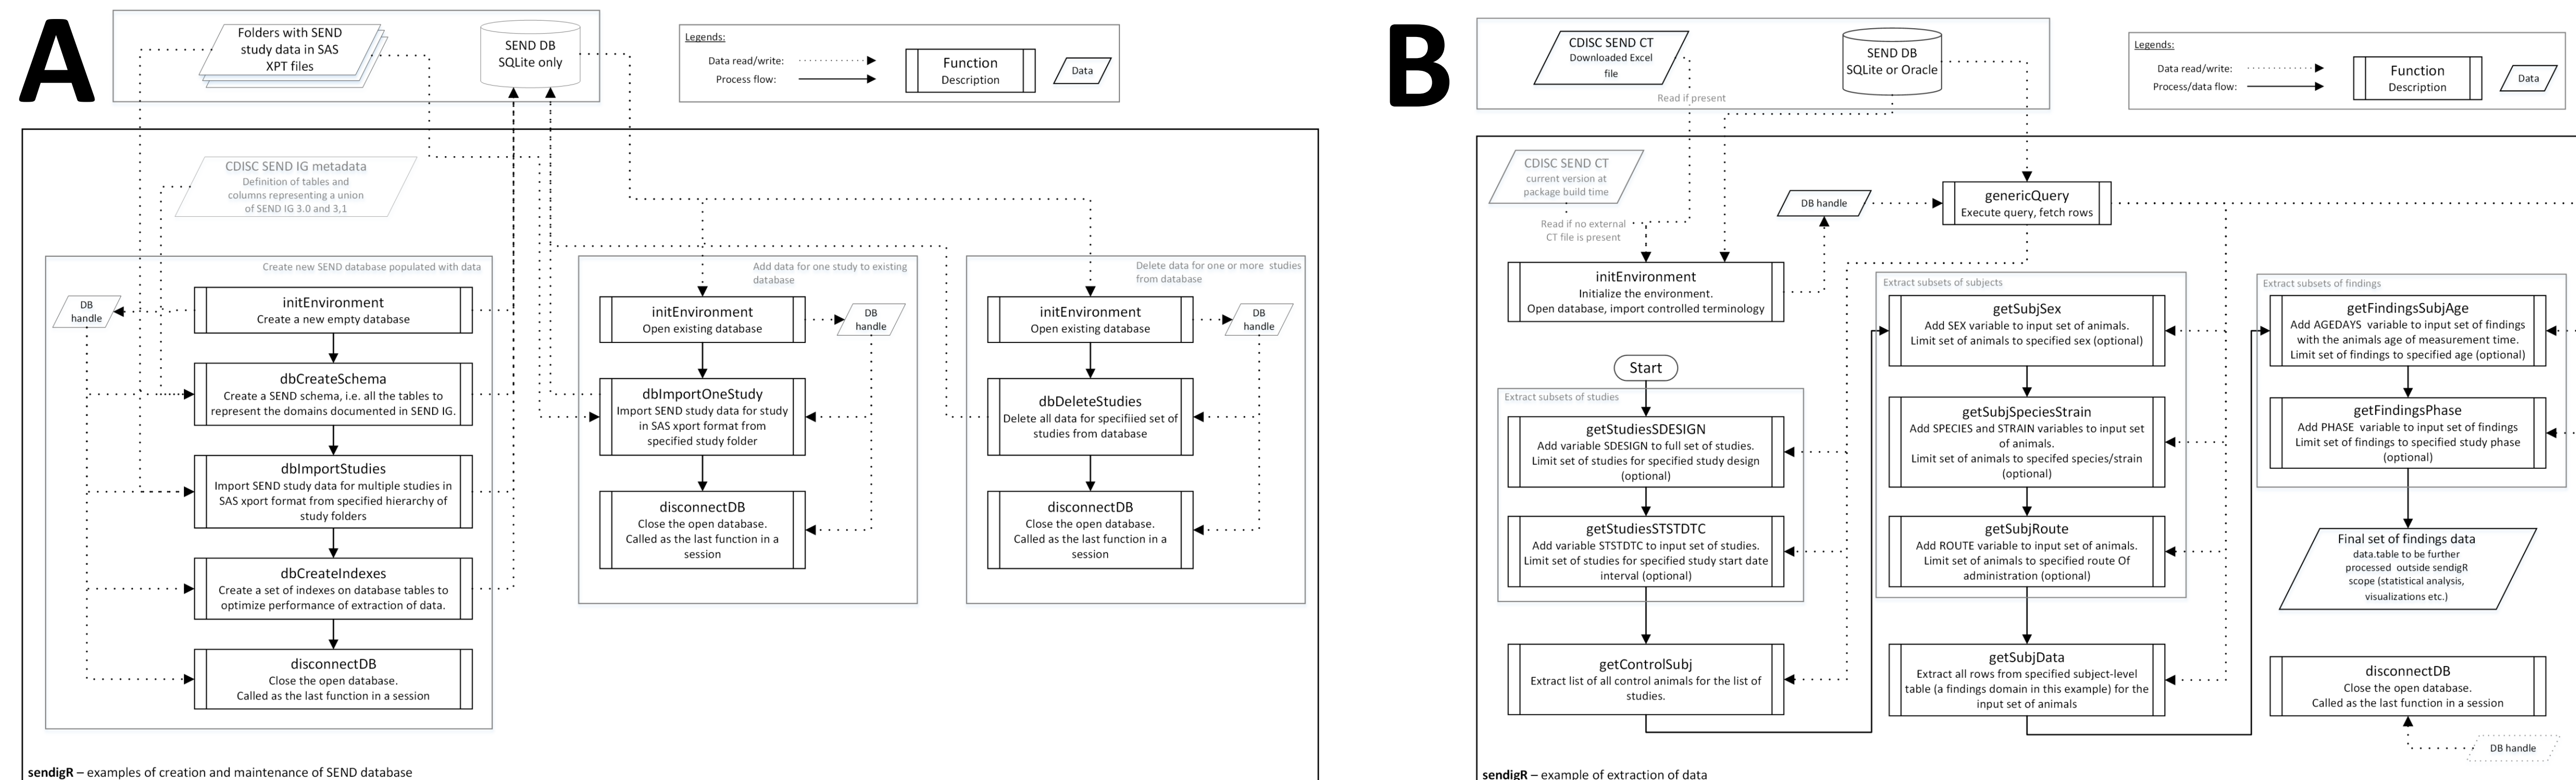 A
Folders with SEND
study data in SAS
XPT files
SEND DB
SQLite only
Legends:
Data read/write:
Process flow:
Function
Description
Data
CDISC SEND IG metadata
Definition of tables and
columns representing a union
of SEND IG 3.0 and 3,1
Create new SEND database populated with data
DB
handle
initEnvironment
Create a new empty database
dbCreateSchema
Create a SEND schema, i.e. all the tables to
represent the domains documented in SEND IG.
dbImportStudies
Import SEND study data for multiple studies in
SAS xport format from specified hierarchy of
study folders
dbCreateIndexes
Create a set of indexes on database tables to
optimize performance of extraction of data.
disconnectDB
Close the open database.
Called as the last function in a session
Add data for one study to existing
database
initEnvironment
Open existing database
DB
handle
dbImportOneStudy
Import SEND study data for study
in SAS xport format from
specified study folder
disconnectDB
Close the open database.
Called as the last function in a
session
Delete data for one or more studies
from database
initEnvironment
Open existing database
DB
handle
dbDeleteStudies
Delete all data for specifiied set of
studies from database
disconnectDB
Close the open database.
Called as the last function in a
session
sendigR – examples of creation and maintenance of SEND database
B
CDISC SEND CT
Downloaded Excel
file
Read if present
SEND DB
SQLite or Oracle
Legends:
Data read/write:
Process/data flow:
Function
Description
Data
CDISC SEND CT
current version at
package build time
Read if no external
CT file is present
DB handle
genericQuery
Execute query, fetch rows
initEnvironment
Initialize the environment.
Open database, import controlled terminology
Start
Extract subsets of studies
getStudiesSDESIGN
Add variable SDESIGN to full set of studies.
Limit set of studies for specified study design
(optional)
getStudiesSTSTDTC
Add variable STSTDTC to input set of studies.
Limit set of studies for specified study start date
interval (optional)
getControlSubj
Extract list of all control animals for the list of
studies.
Extract subsets of subjects
getSubjSex
Add SEX variable to input set of animals.
Limit set of animals to specified sex (optional)
getSubjSpeciesStrain
Add SPECIES and STRAIN variables to input set
of animals.
Limit set of animals to specifed species/strain
(optional)
getSubjRoute
Add ROUTE variable to input set of animals.
Limit set of animals to specified route Of
administration (optional)
getSubjData
Extract all rows from specified subject-level
table (a findings domain in this example) for the
input set of animals
Extract subsets of findings
getFindingsSubjAge
Add AGEDAYS variable to input set of findings
with the animals age of measurement time.
Limit set of findings to specified age (optional)
getFindingsPhase
Add PHASE variable to input set of findings
Limit set of findings to specified study phase
(optional)
Final set of findings data
data.table to be further
processed outside sendigR
scope (statistical analysis,
visualizations etc.)
disconnectDB
Close the open database.
Called as the last function in a session
DB handle
sendigR – example of extraction of data